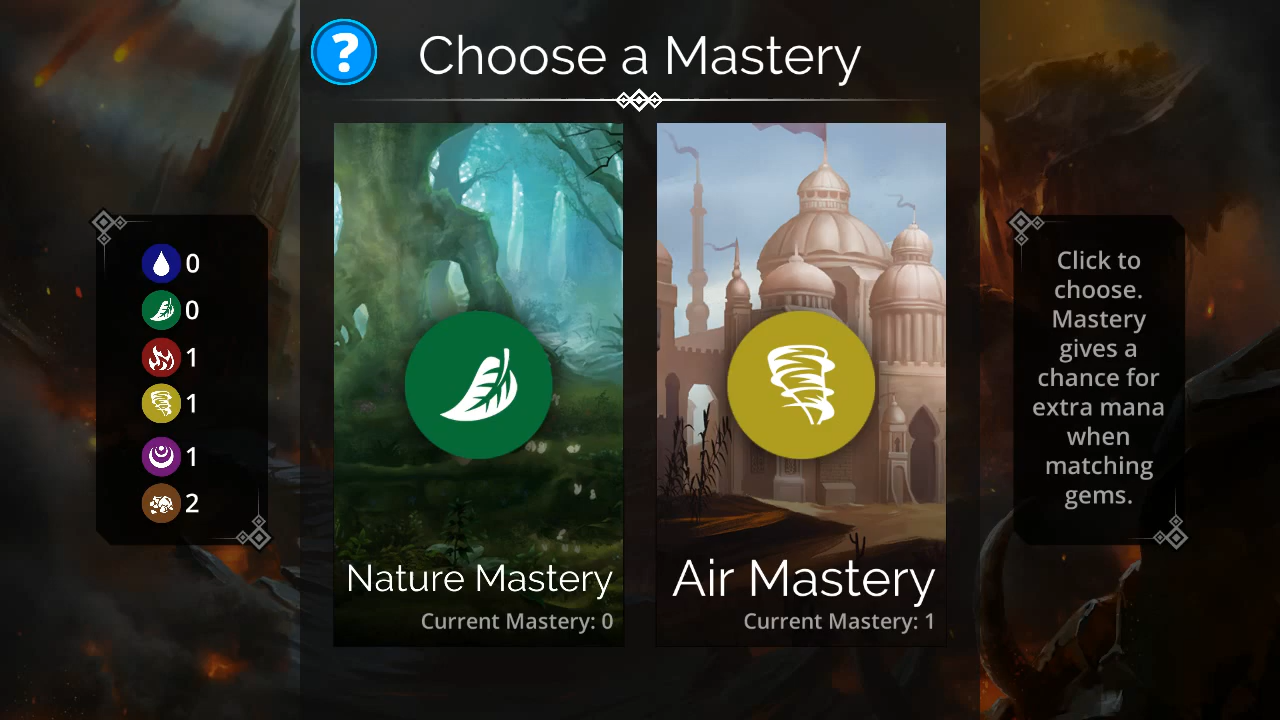 ?
Choose a Mastery
0
0
1
1
1
2
Nature Mastery
Current Mastery: 0
Air Mastery
Current Mastery: 1
Click to
choose.
Mastery
gives a
chance for
extra mana
when
matching
gems.